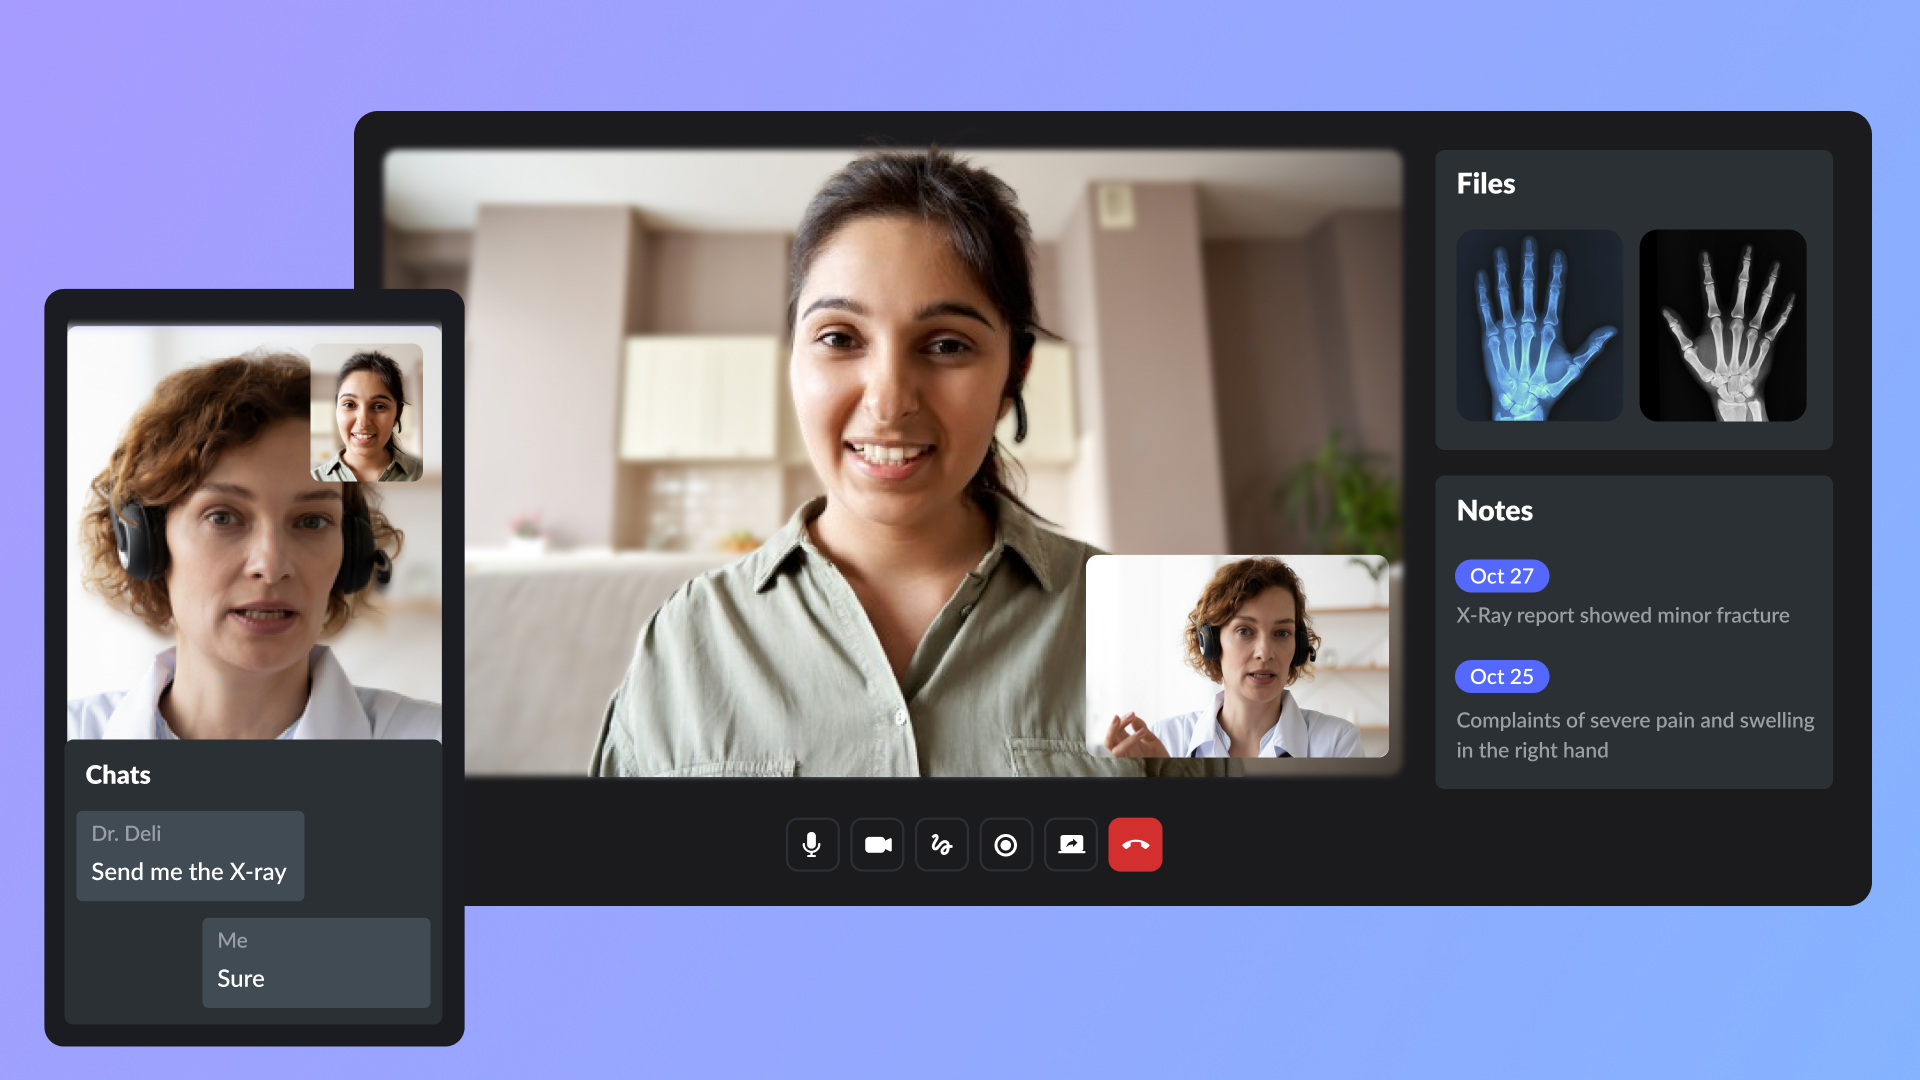 Files
Notes
Oct 27
X-Ray report showed minor fracture
Oct 25
Complaints of severe pain and swelling
in the right hand
Chats
Dr. Deli
Send me the X-ray
Me
Sure